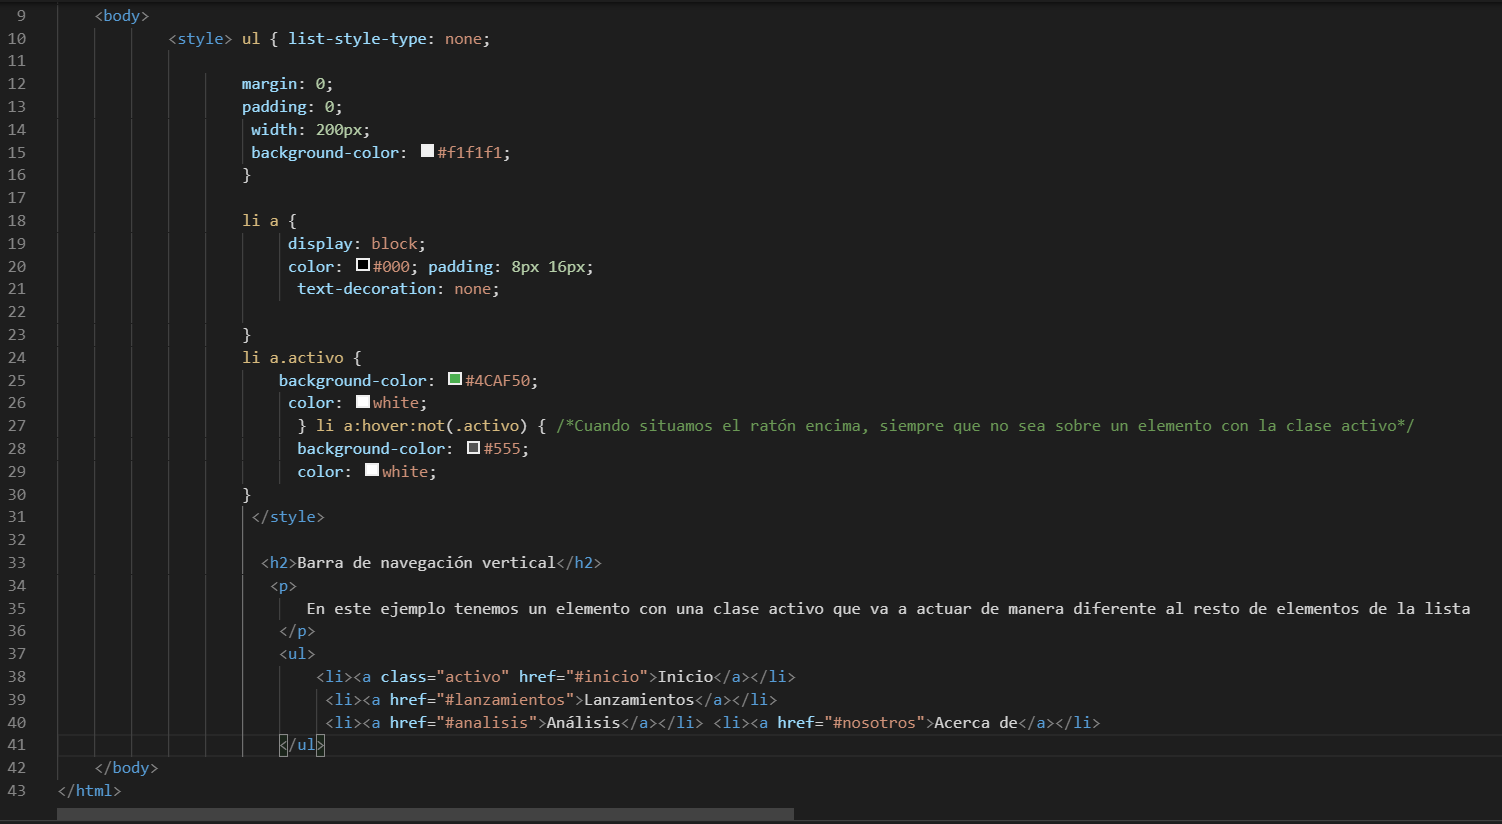 9 <body>
10 <style> ul { list-style-type: none;
11
12 margin: 0;
13 padding: 0;
14 width: 200px;
15 background-color: #f1f1f1;
16 }
17
18 li a {
19 display: block;
20 color: #000; padding: 8px 16px;
21 text-decoration: none;
22
23 }
24 li a.activo {
25 background-color: #4CAF50;
26 color: white;
27 } li a:hover:not(.activo) { /*Cuando situamos el ratón encima, siempre que no sea sobre un elemento con la clase activo*/
28 background-color: #555;
29 color: white;
30 }
31 </style>
32
33 <h2>Barra de navegación vertical</h2>
34 <p>
35 En este ejemplo tenemos un elemento con una clase activo que va a actuar de manera diferente al resto de elementos de la lista
36 </p>
37 <ul>
38 <li><a class="activo" href="#inicio">Inicio</a></li>
39 <li><a href="#lanzamientos">Lanzamientos</a></li>
40 <li><a href="#analisis">Análisis</a></li> <li><a href="#nosotros">Acerca de</a></li>
41 </ul>
42 </body>
43 </html>